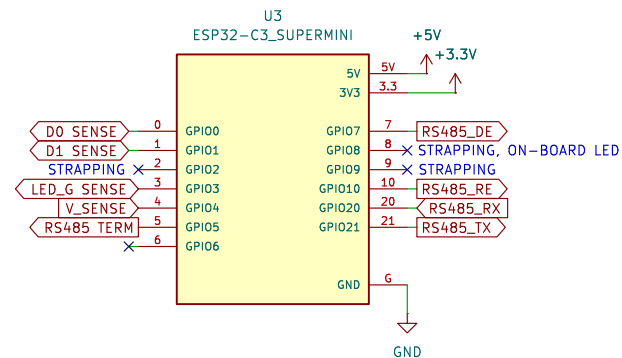 U3
ESP32-C3_SUPERMINI
+5V
+3.3V
5V 5V
3V3 3.3
D0 SENSE 0 GPIO0 GPIO7 7 RS485_DE
D1 SENSE 1 GPIO1 GPIO8 8 STRAPPING, ON-BOARD LED
STRAPPING 2 GPIO2 GPIO9 9 STRAPPING
LED_G SENSE 3 GPIO3 GPIO10 10 RS485_RE
V_SENSE 4 GPIO4 GPIO20 20 RS485_RX
RS485 TERM 5 GPIO5 GPIO21 21 RS485_TX
6 GPIO6
GND G
GND